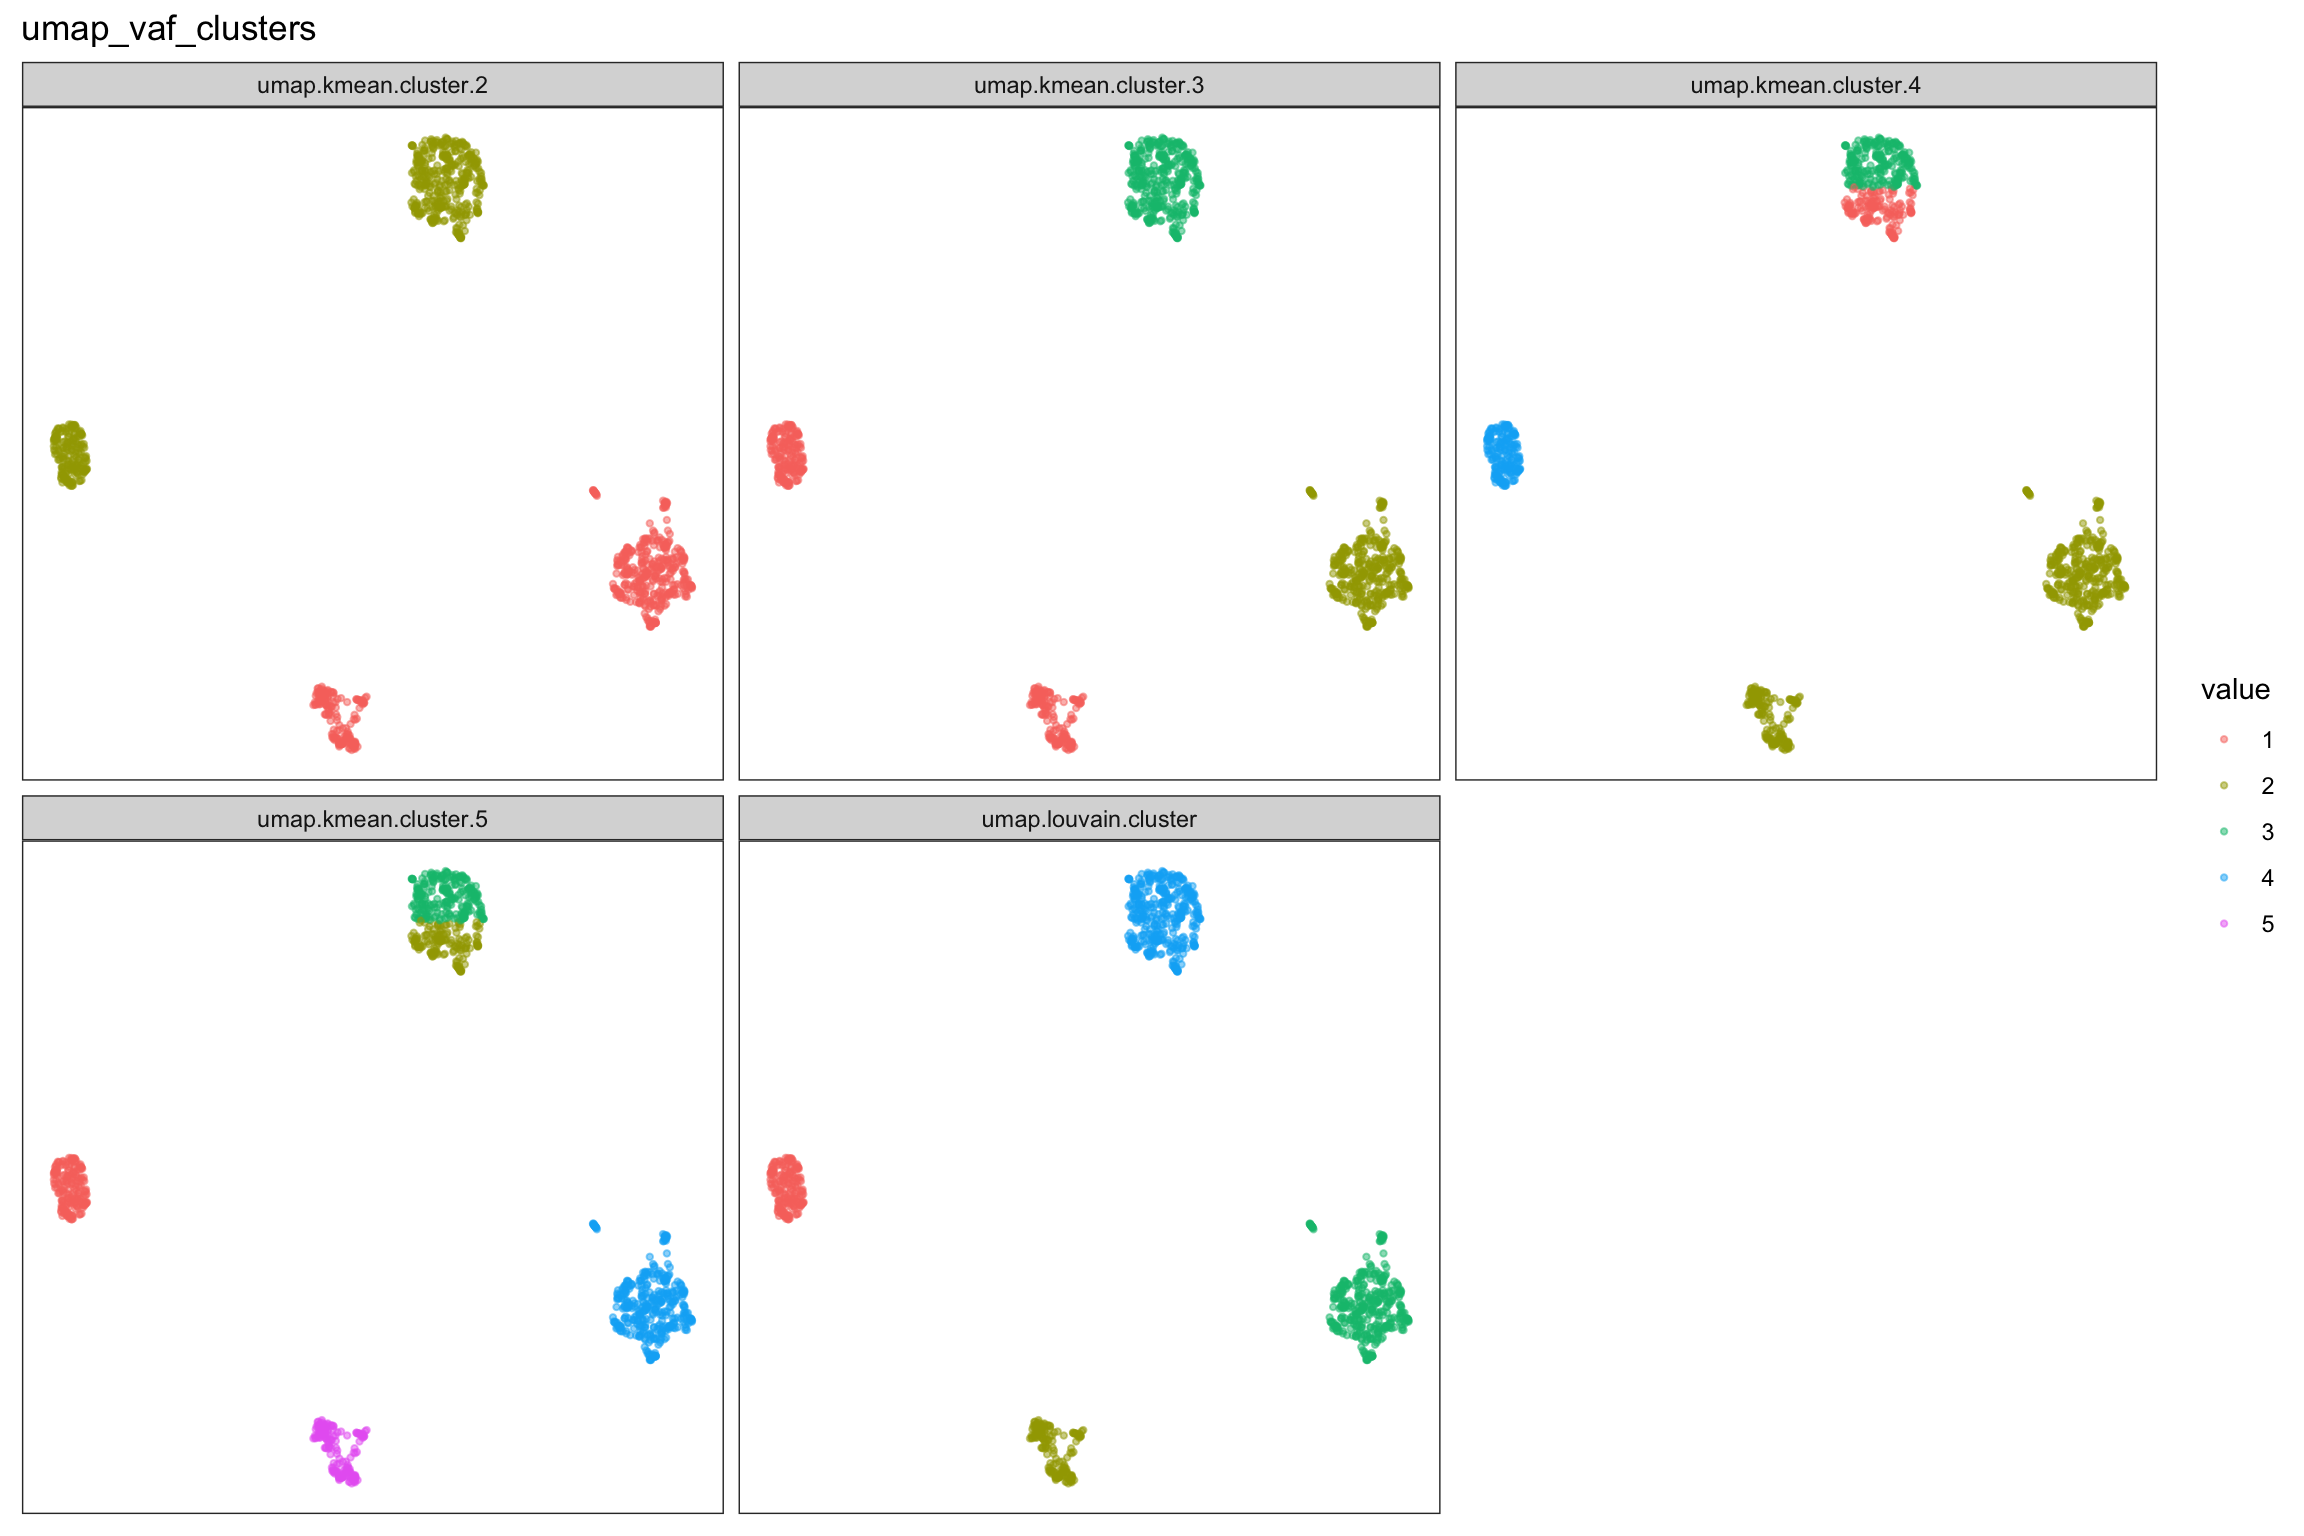 umap_vaf_clusters
umap.kmean.cluster.2
umap.kmean.cluster.3
umap.kmean.cluster.4
umap.kmean.cluster.5
umap.louvain.cluster
value
1
2
3
4
5